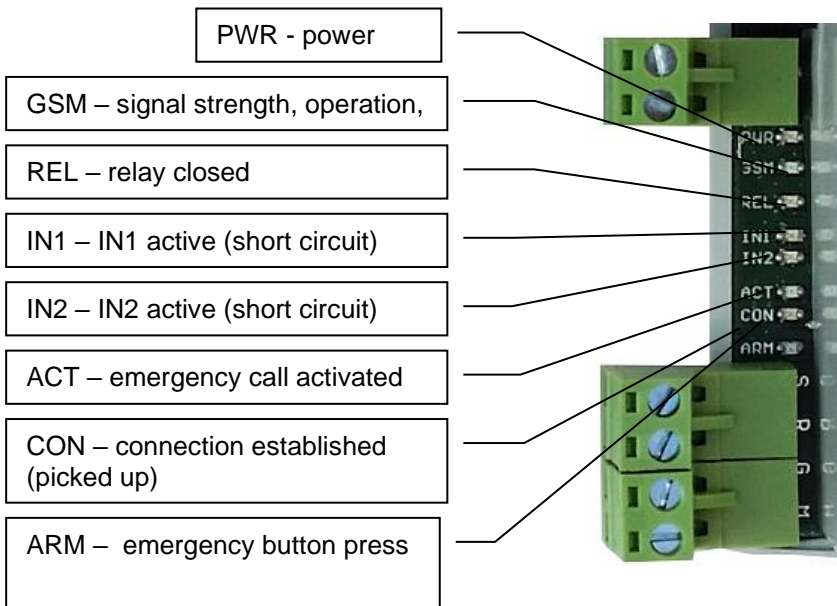 PWR - power
GSM – signal strength, operation,
REL – relay closed
IN1 – IN1 active (short circuit)
IN2 – IN2 active (short circuit)
ACT – emergency call activated
CON – connection established
(picked up)
ARM –  emergency button press
PWR
GSM
REL
IN1
IN2
ACT
CON
ARM
S
R
G
M